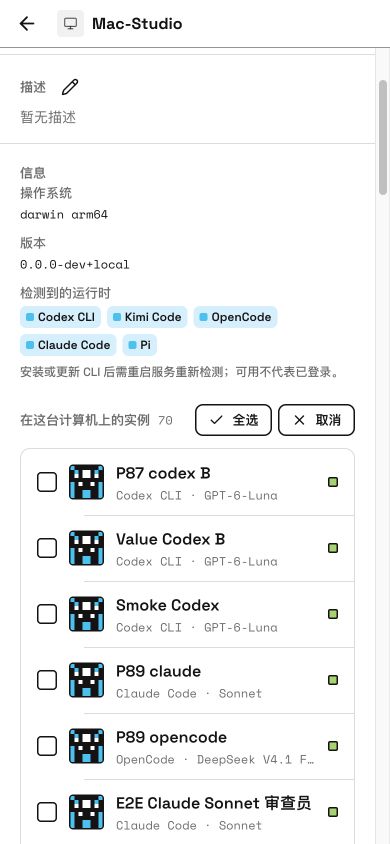 Mac-Studio
描述
暂无描述
信息
操作系统
darwin arm64
版本
0.0.0-dev+local
检测到的运行时
Codex CLI Kimi Code OpenCode
Claude Code Pi
安装或更新 CLI 后需重启服务重新检测；可用不代表已登录。
在这台计算机上的实例 70 全选 取消
P87 codex B
Codex CLI · GPT-6-Luna
Value Codex B
Codex CLI · GPT-6-Luna
Smoke Codex
Codex CLI · GPT-6-Luna
P89 claude
Claude Code · Sonnet
P89 opencode
OpenCode · DeepSeek V4.1 F…
E2E Claude Sonnet 审查员
Claude Code · Sonnet